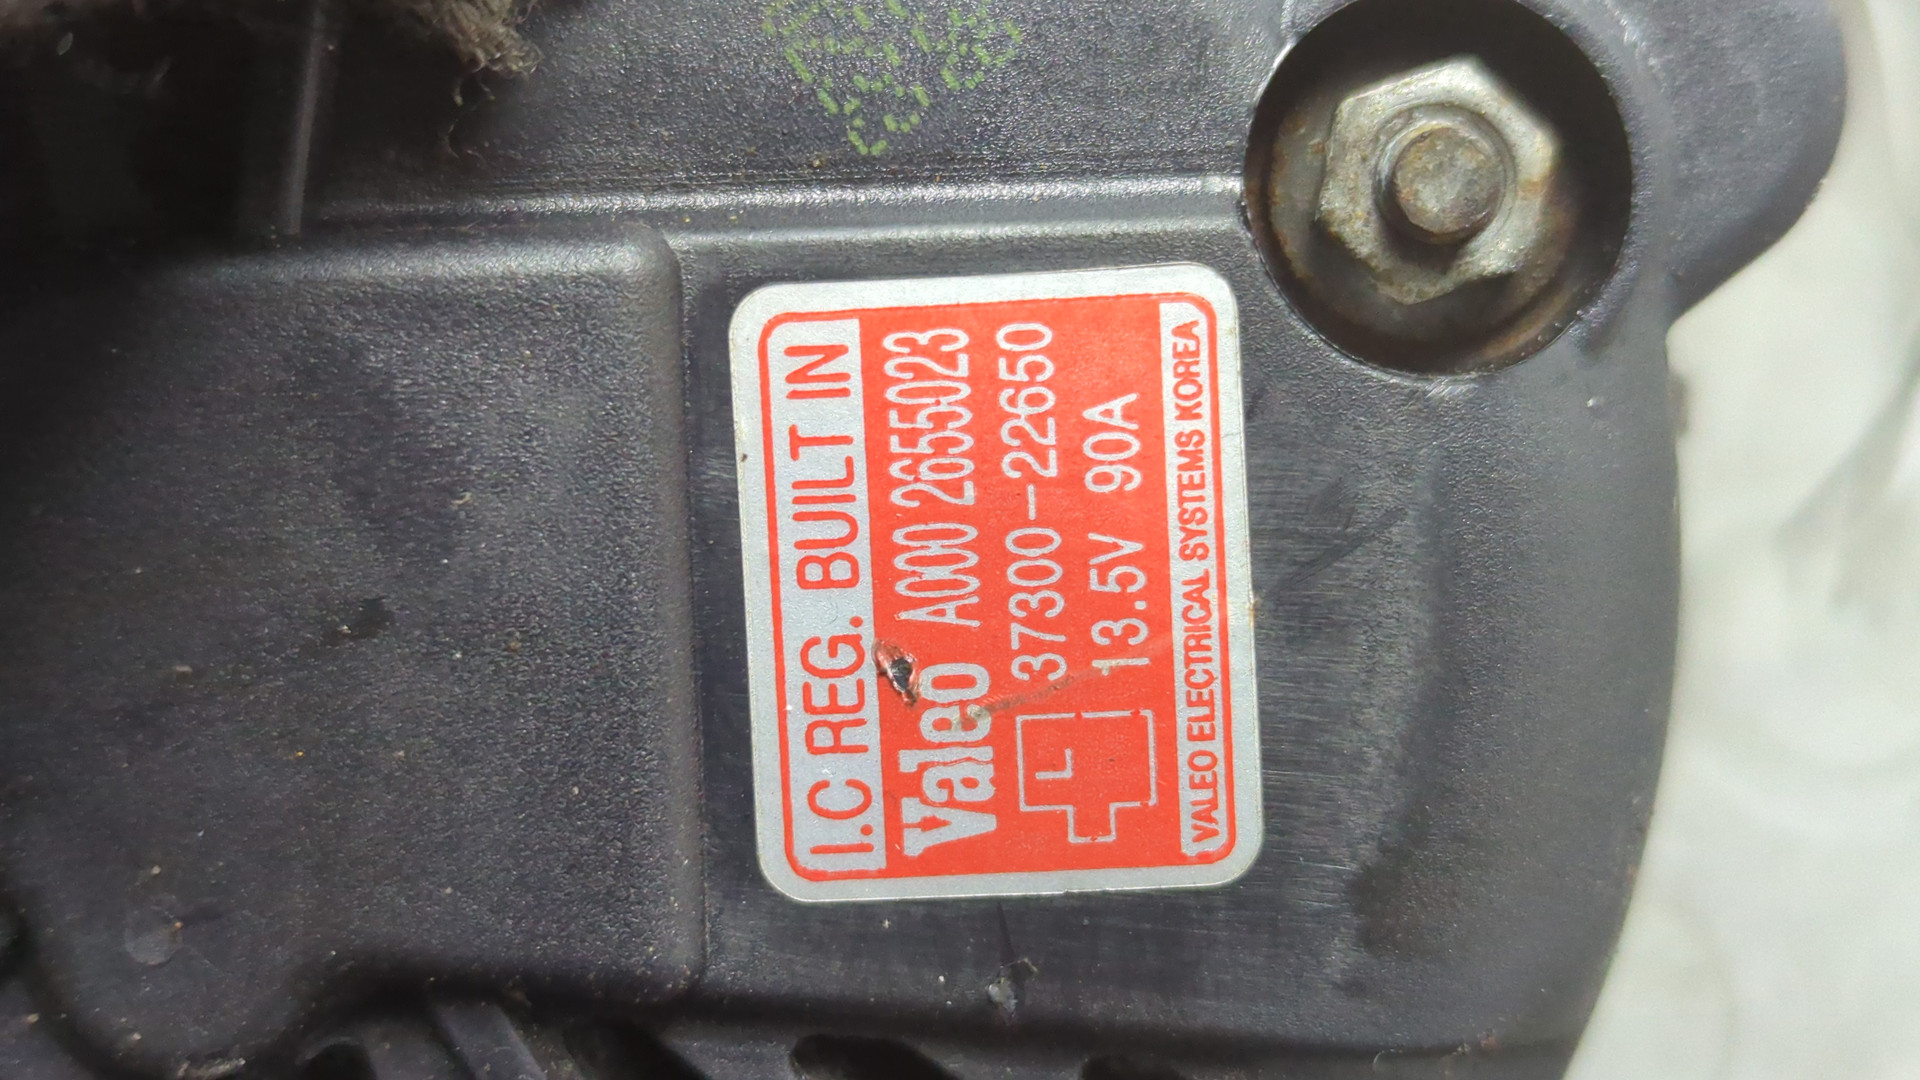 I.C REG. BUILT IN
Valeo A000 2655023
37300-22650
L
13.5V 90A
VALEO ELECTRICAL SYSTEMS KOREA